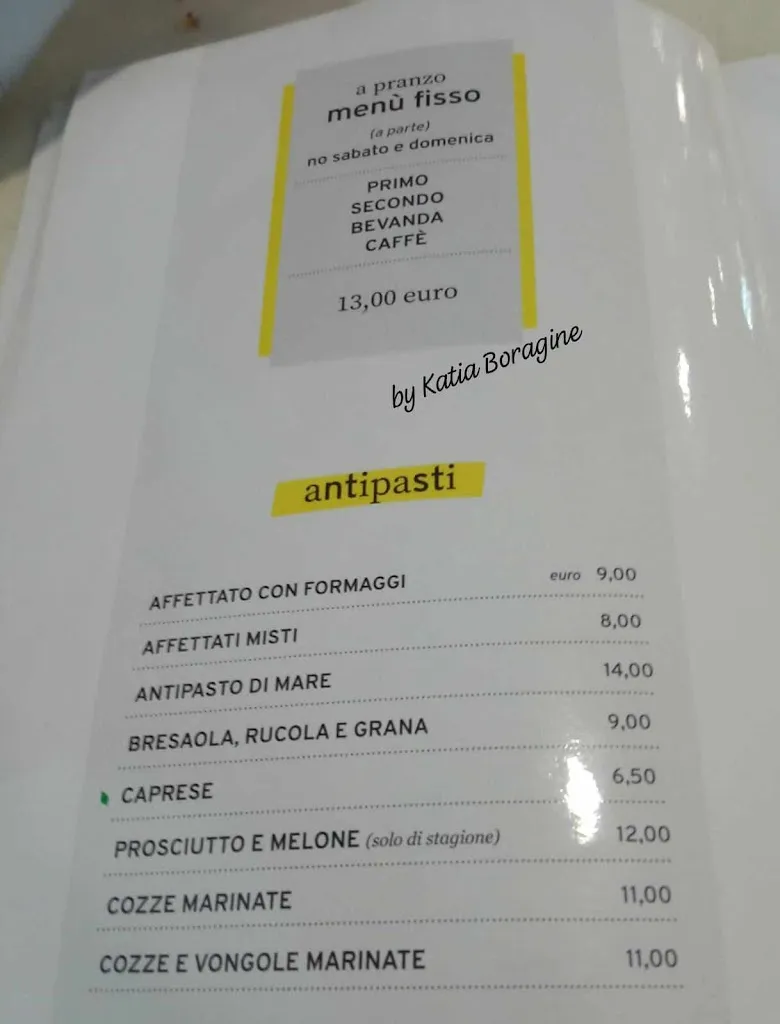 a pranzo
menù fisso
(a parte)
no sabato e domenica
PRIMO
SECONDO
BEVANDA
CAFFÈ
13,00 euro
by Katia Boragine
antipasti
AFFETTATO CON FORMAGGI euro 9,00
AFFETTATI MISTI 8,00
ANTIPASTO DI MARE 14,00
BRESAOLA, RUCOLA E GRANA 9,00
CAPRESE 6,50
PROSCIUTTO E MELONE (solo di stagione) 12,00
COZZE MARINATE 11,00
COZZE E VONGOLE MARINATE 11,00